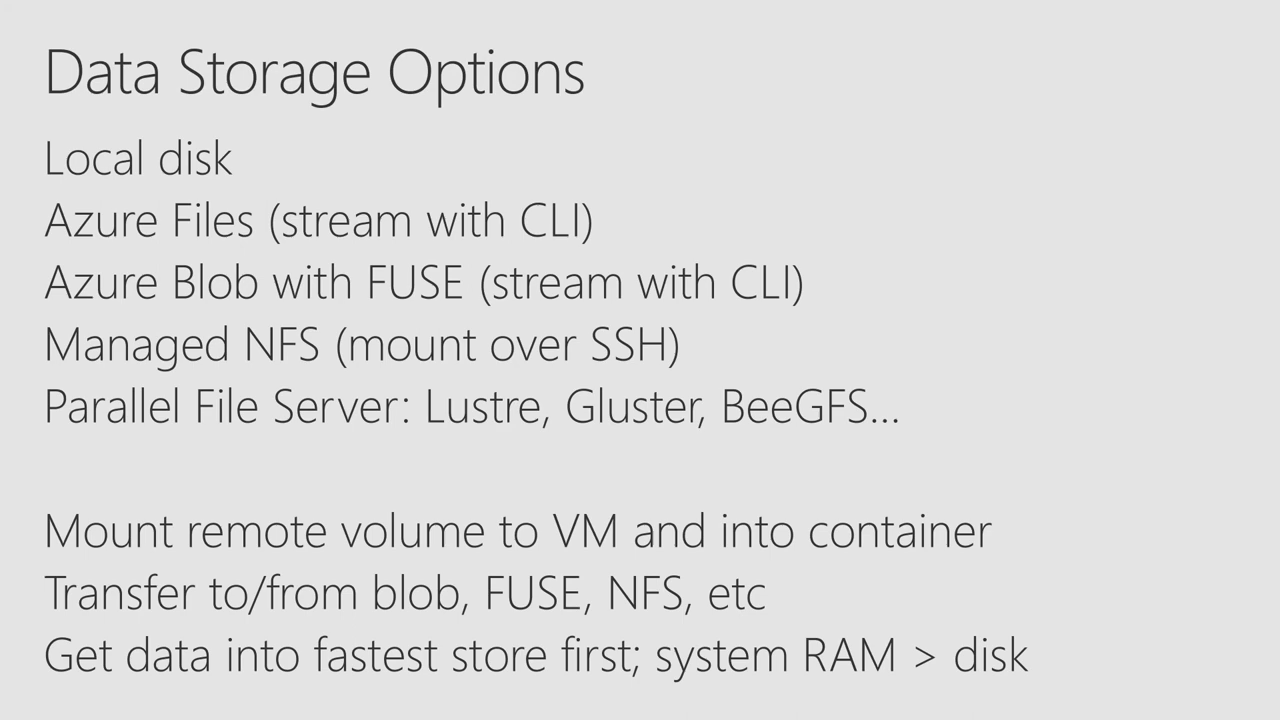 Data Storage Options
Local disk
Azure Files (stream with CLI)
Azure Blob with FUSE (stream with CLI)
Managed NFS (mount over SSH)
Parallel File Server: Lustre, Gluster, BeeGFS...
Mount remote volume to VM and into container
Transfer to/from blob, FUSE, NFS, etc
Get data into fastest store first; system RAM > disk